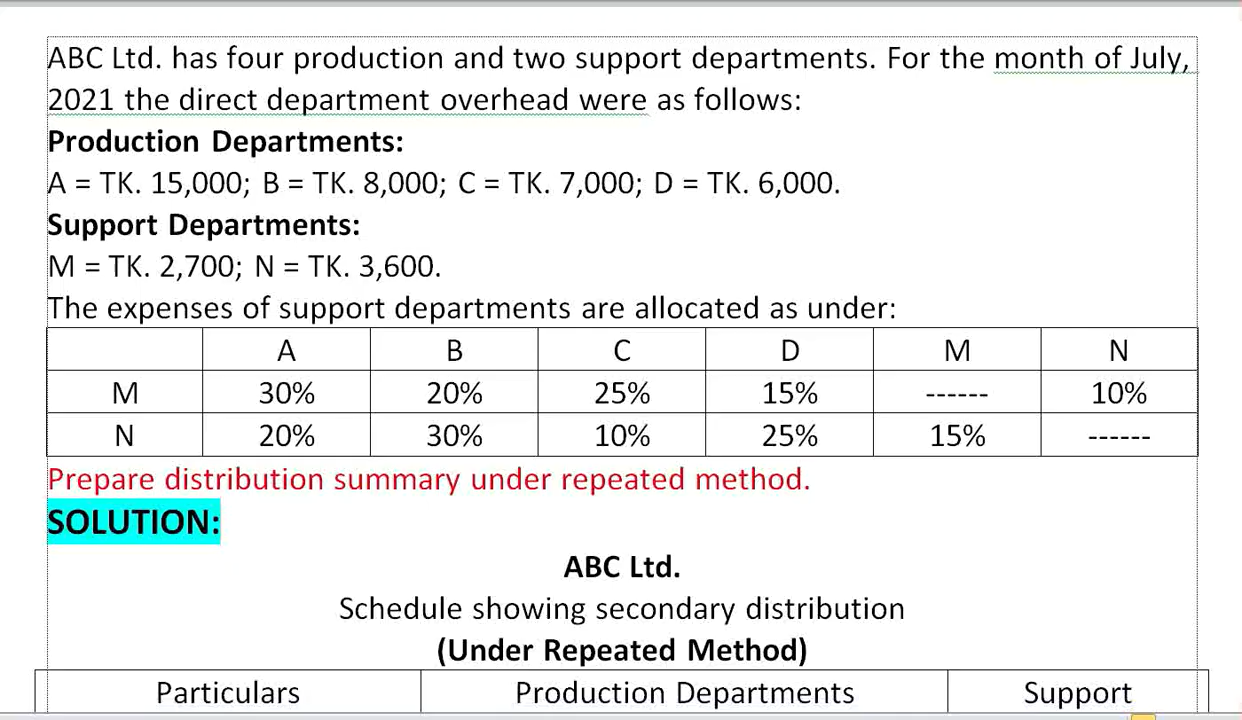 ABC Ltd. has four production and two support departments. For the month of July,
2021 the direct department overhead were as follows:
Production Departments:
A = TK. 15,000; B = TK. 8,000; C = TK. 7,000; D = TK. 6,000.
Support Departments:
M = TK. 2,700; N = TK. 3,600.
The expenses of support departments are allocated as under:
A B C D M N
M 30% 20% 25% 15% ------ 10%
N 20% 30% 10% 25% 15% ------
Prepare distribution summary under repeated method.
SOLUTION:
ABC Ltd.
Schedule showing secondary distribution
(Under Repeated Method)
Particulars Production Departments Support